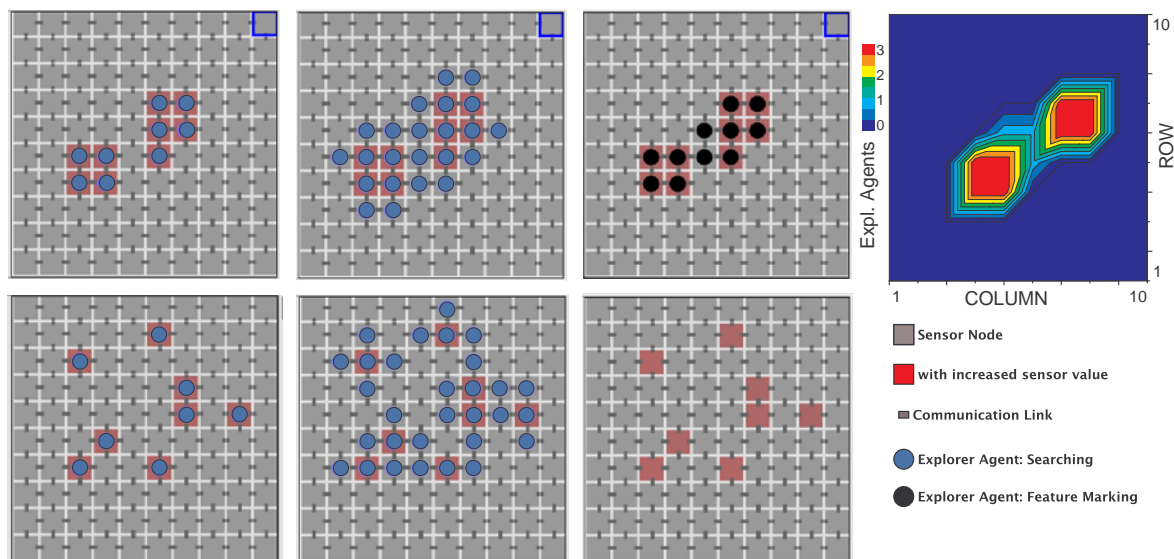 3
2
1
0
Expl. Agents
10
ROW
1
1
COLUMN
10
Sensor Node
with increased sensor value
Communication Link
Explorer Agent: Searching
Explorer Agent: Feature Marking